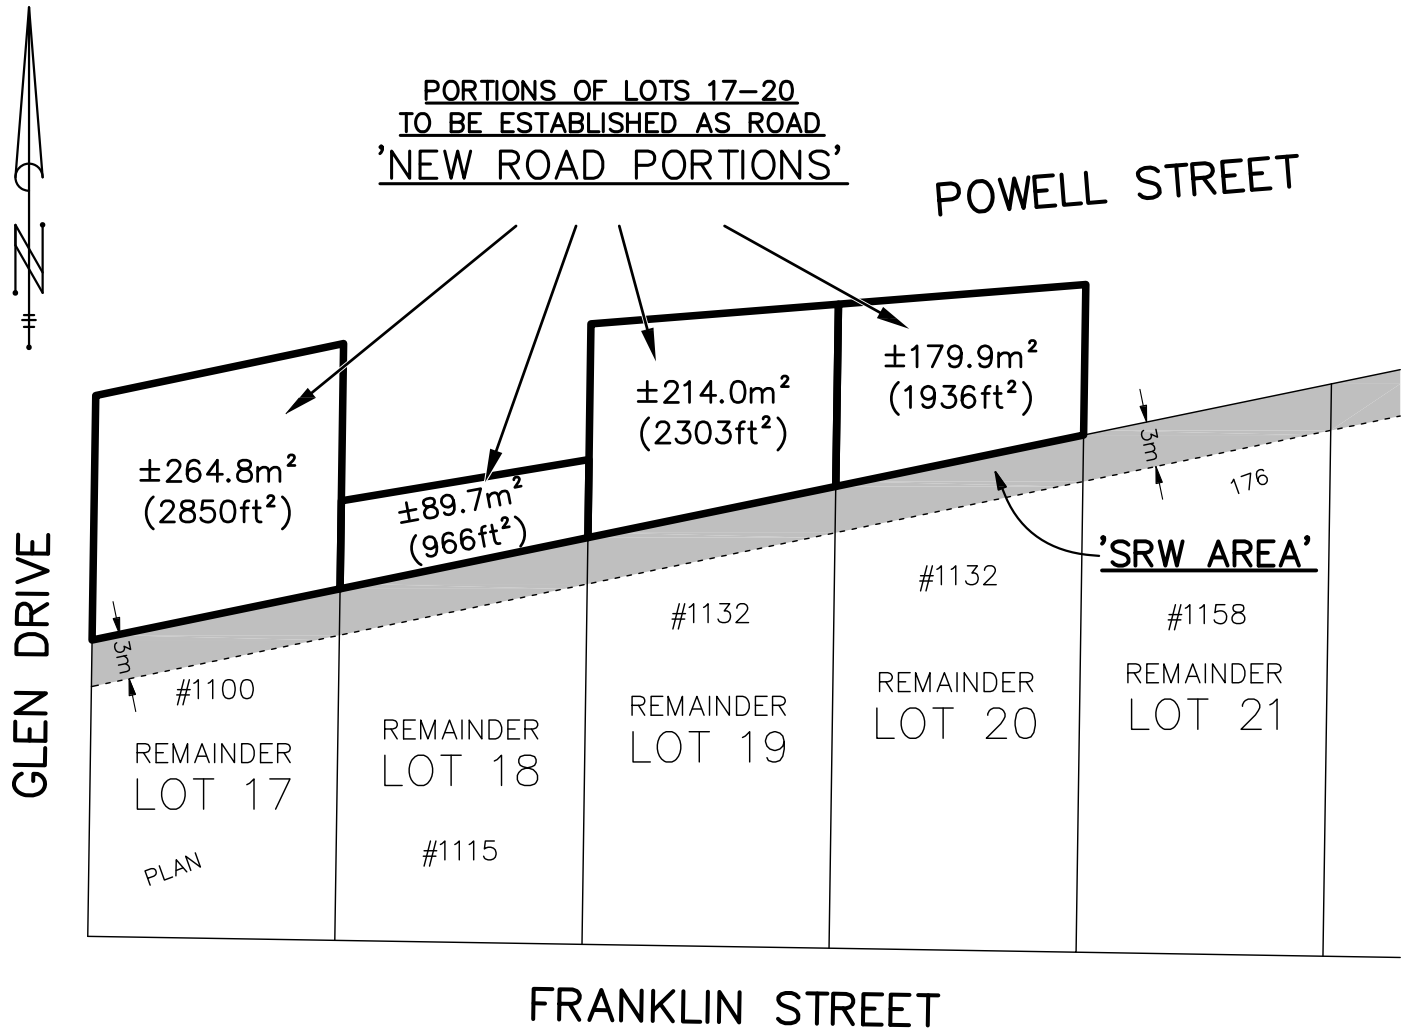 PORTIONS OF LOTS 17-20
TO BE ESTABLISHED AS ROAD
'NEW ROAD PORTIONS'
POWELL STREET
N
±264.8m²
(2850ft²)
±89.7m²
(966ft²)
±214.0m²
(2303ft²)
±179.9m²
(1936ft²)
3m
176
'SRW AREA'
GLEN DRIVE
3m
#1100
REMAINDER
LOT 17
PLAN
REMAINDER
LOT 18
#1115
#1132
REMAINDER
LOT 19
#1132
REMAINDER
LOT 20
#1158
REMAINDER
LOT 21
FRANKLIN STREET